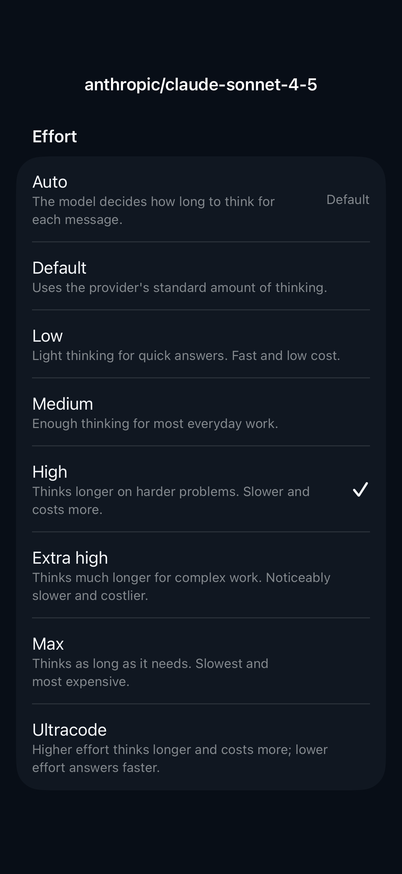 anthropic/claude-sonnet-4-5
Effort
Auto
The model decides how long to think for
each message.
Default
Default
Uses the provider's standard amount of thinking.
Low
Light thinking for quick answers. Fast and low cost.
Medium
Enough thinking for most everyday work.
High
Thinks longer on harder problems. Slower and
costs more.
Extra high
Thinks much longer for complex work. Noticeably
slower and costlier.
Max
Thinks as long as it needs. Slowest and
most expensive.
Ultracode
Higher effort thinks longer and costs more; lower
effort answers faster.